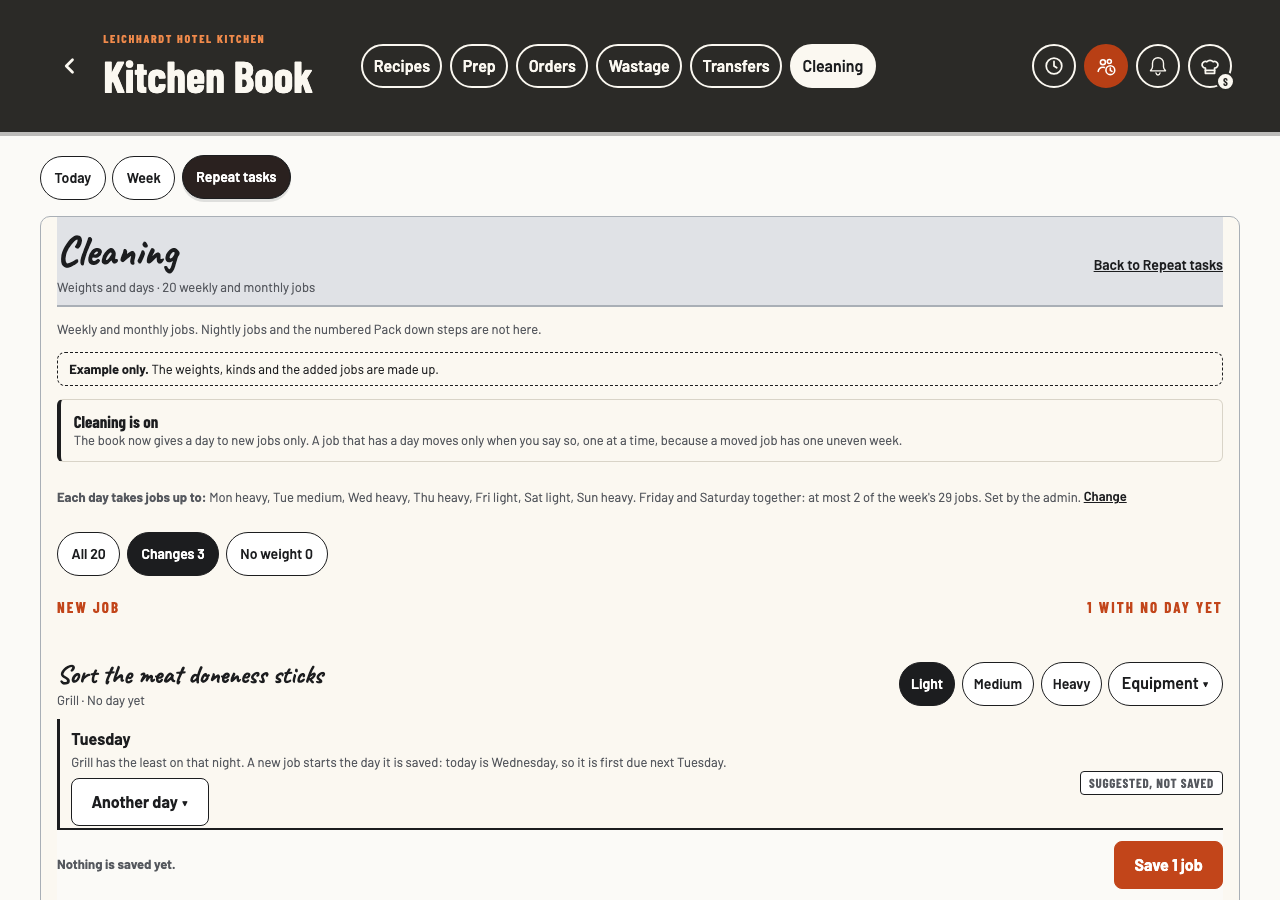 LEICHHARDT HOTEL KITCHEN
Kitchen Book
Recipes
Prep
Orders
Wastage
Transfers
Cleaning
S
Today
Week
Repeat tasks
Cleaning
Back to Repeat tasks
Weights and days · 20 weekly and monthly jobs
Weekly and monthly jobs. Nightly jobs and the numbered Pack down steps are not here.
Example only. The weights, kinds and the added jobs are made up.
Cleaning is on
The book now gives a day to new jobs only. A job that has a day moves only when you say so, one at a time, because a moved job has one uneven week.
Each day takes jobs up to: Mon heavy, Tue medium, Wed heavy, Thu heavy, Fri light, Sat light, Sun heavy. Friday and Saturday together: at most 2 of the week's 29 jobs. Set by the admin. Change
All 20
Changes 3
No weight 0
NEW JOB
1 WITH NO DAY YET
Sort the meat doneness sticks
Grill · No day yet
Light
Medium
Heavy
Equipment ▾
Tuesday
Grill has the least on that night. A new job starts the day it is saved: today is Wednesday, so it is first due next Tuesday.
SUGGESTED, NOT SAVED
Another day ▾
Nothing is saved yet.
Save 1 job